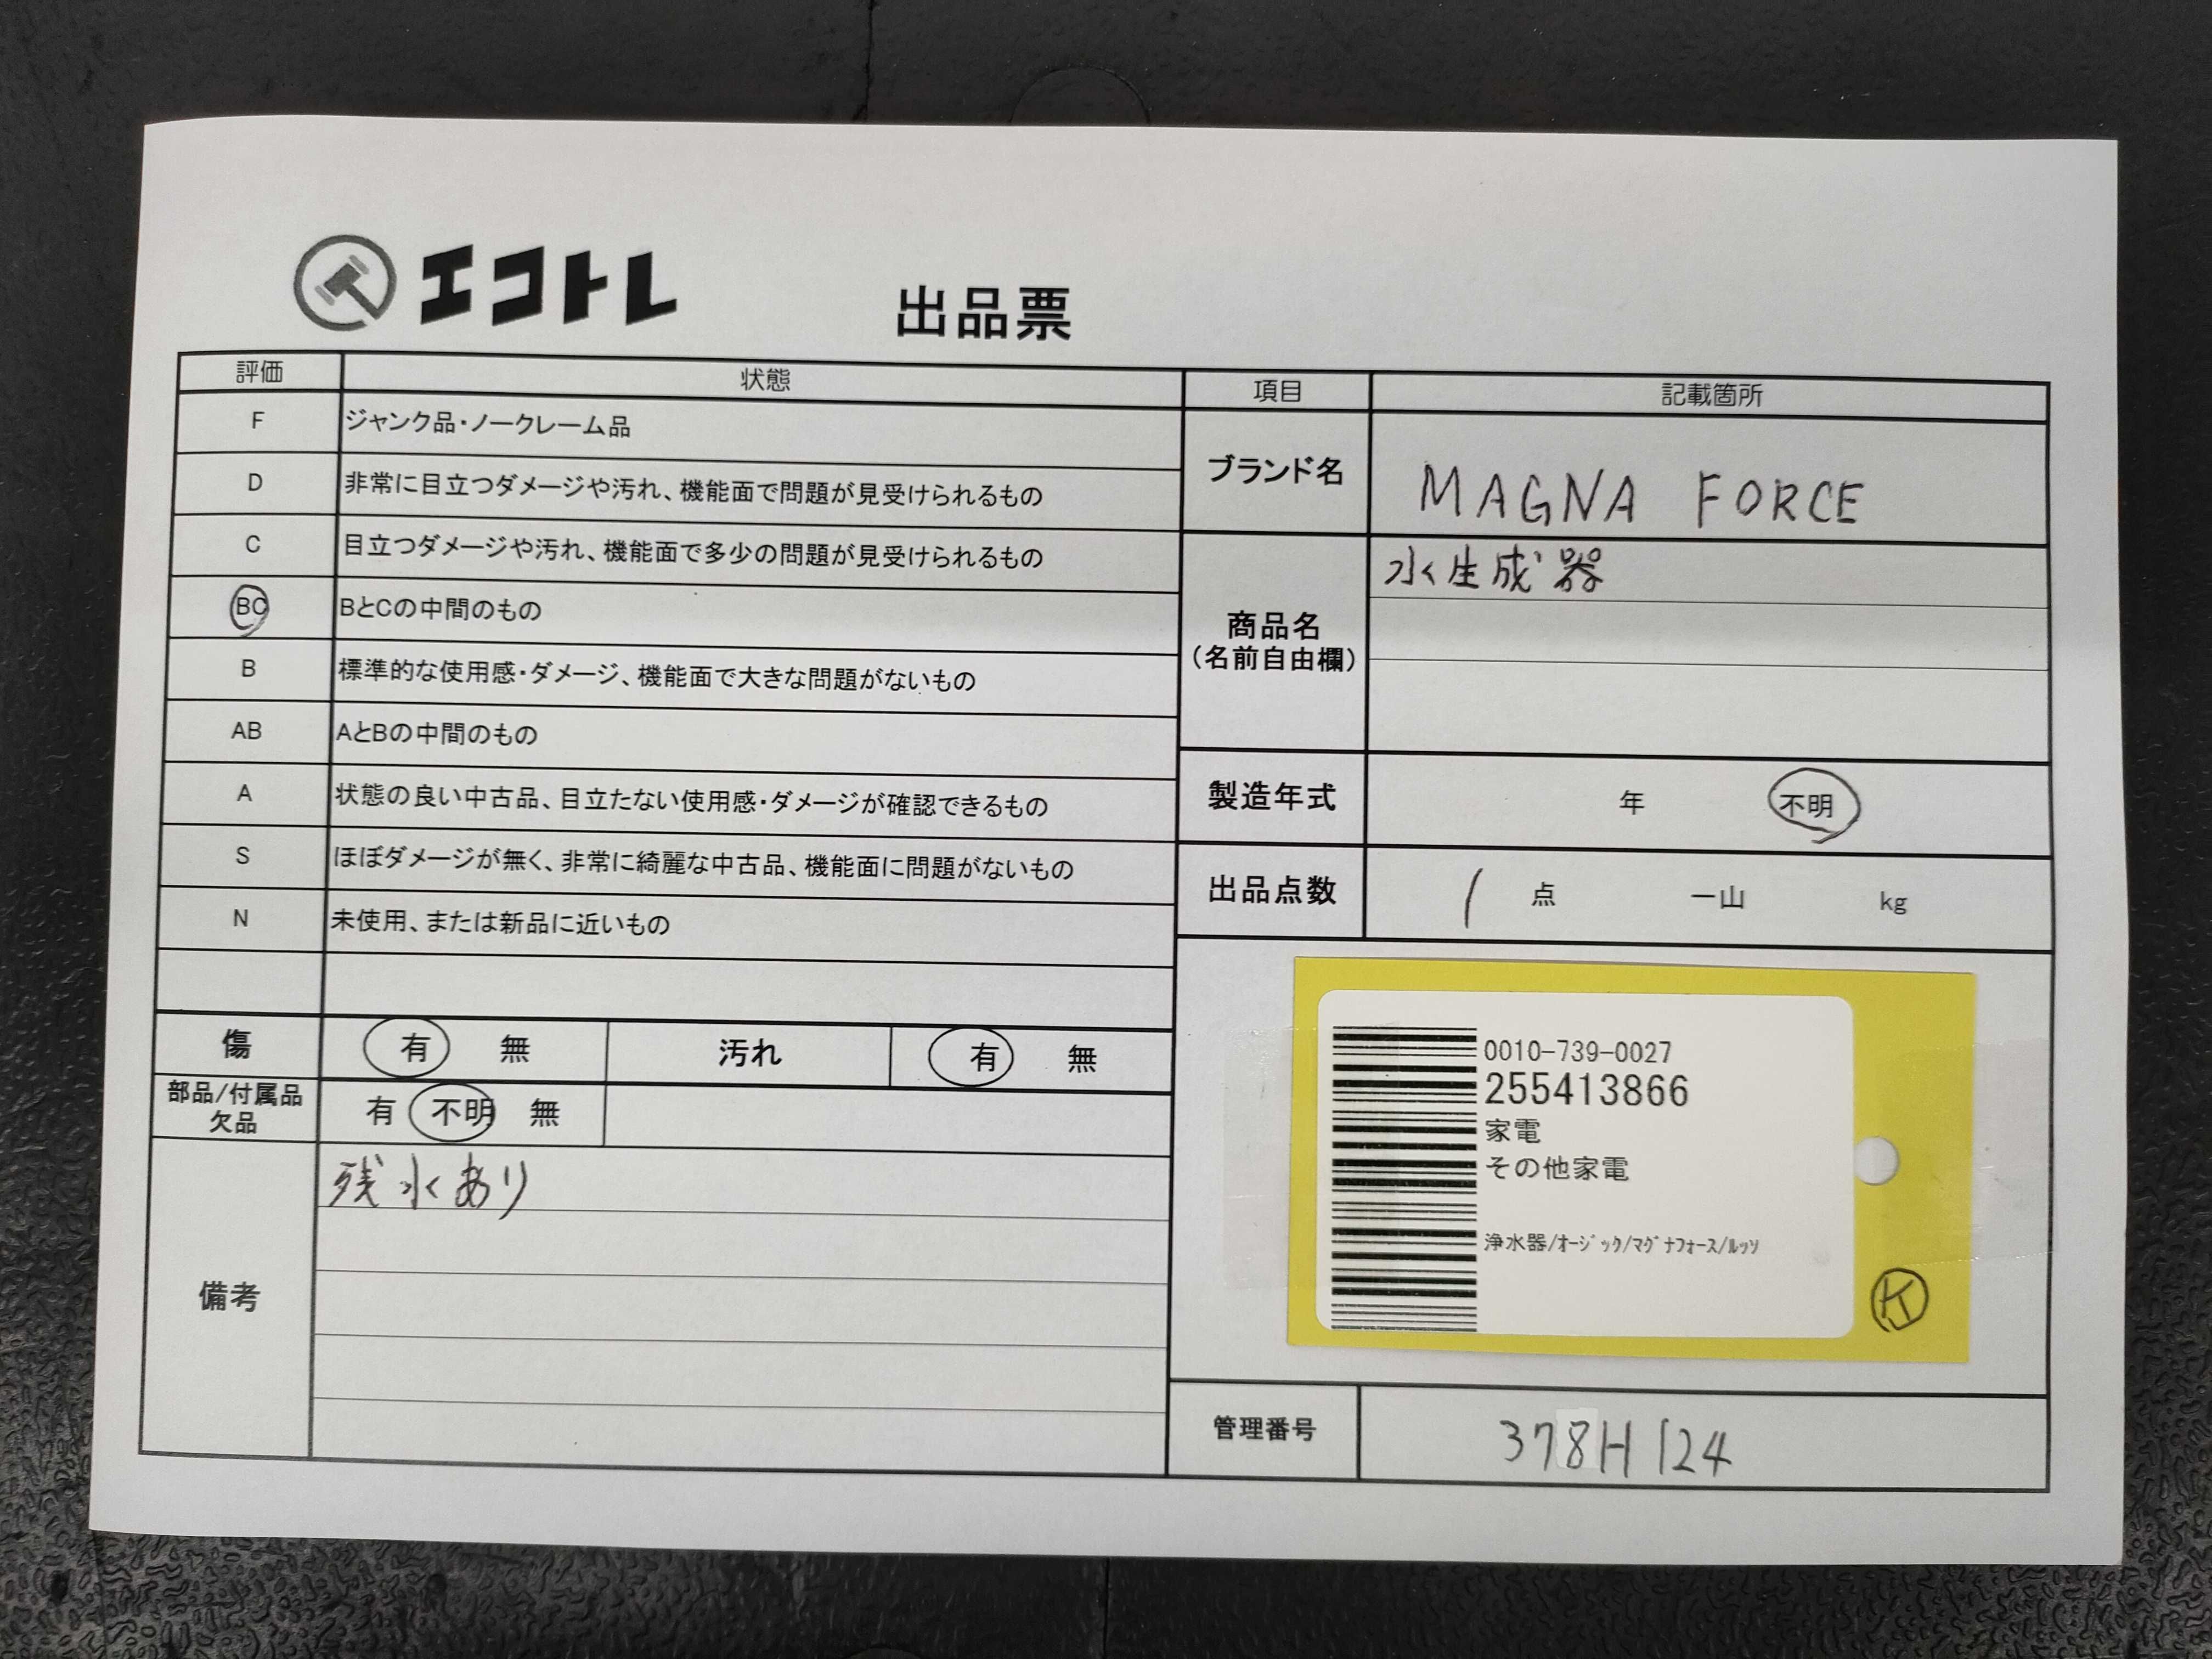 エコトレ
出品票
評価 状態
F ジャンク品・ノークレーム品
D 非常に目立つダメージや汚れ、機能面で問題が見受けられるもの
C 目立つダメージや汚れ、機能面で多少の問題が見受けられるもの
BC BとCの中間のもの
B 標準的な使用感・ダメージ、機能面で大きな問題がないもの
AB AとBの中間のもの
A 状態の良い中古品、目立たない使用感・ダメージが確認できるもの
S ほぼダメージが無く、非常に綺麗な中古品、機能面に問題がないもの
N 未使用、または新品に近いもの
傷 有 無 汚れ 有 無
部品/付属品
欠品 有 不明 無
備考 残水あり
項目 記載箇所
ブランド名 MAGNA FORCE
商品名
(名前自由欄) 水生成器
製造年式 年 不明
出品点数 1 点 一山 kg
0010-739-0027
255413866
家電
その他家電
浄水器/オージック/マグナフォース/ルッソ
K
管理番号 378H124